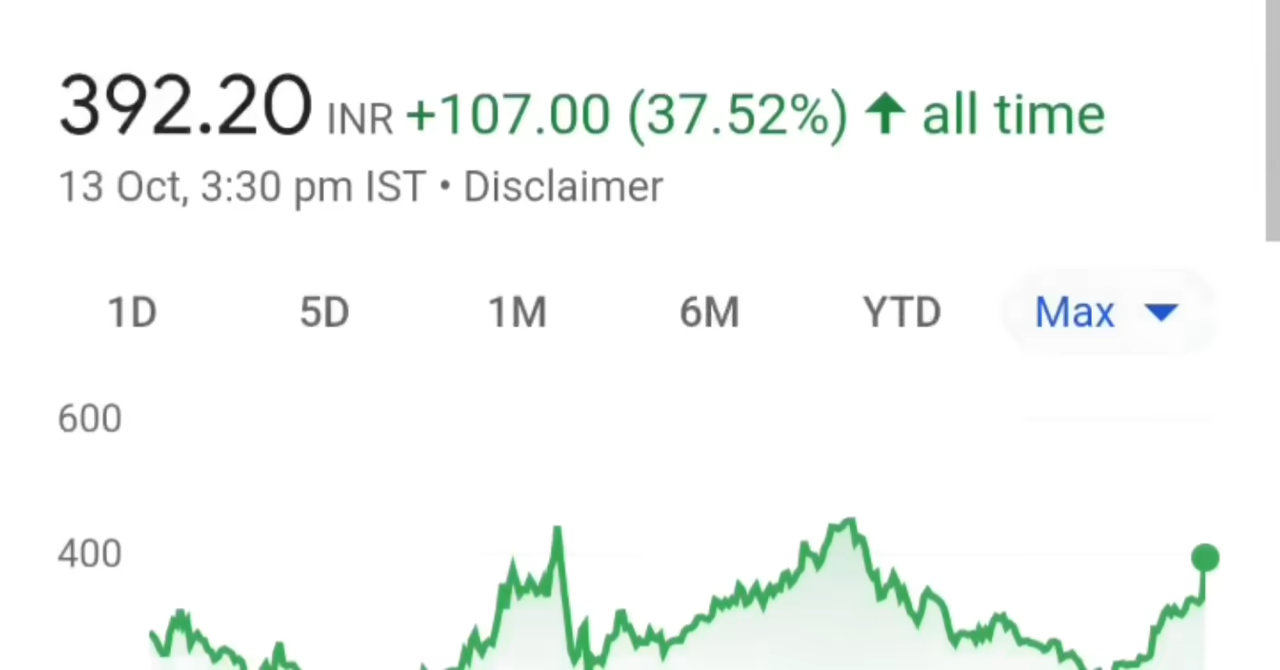 392.20 INR +107.00 (37.52%) ↑ all time
13 Oct, 3:30 pm IST • Disclaimer
1D 5D 1M 6M YTD Max
600
400